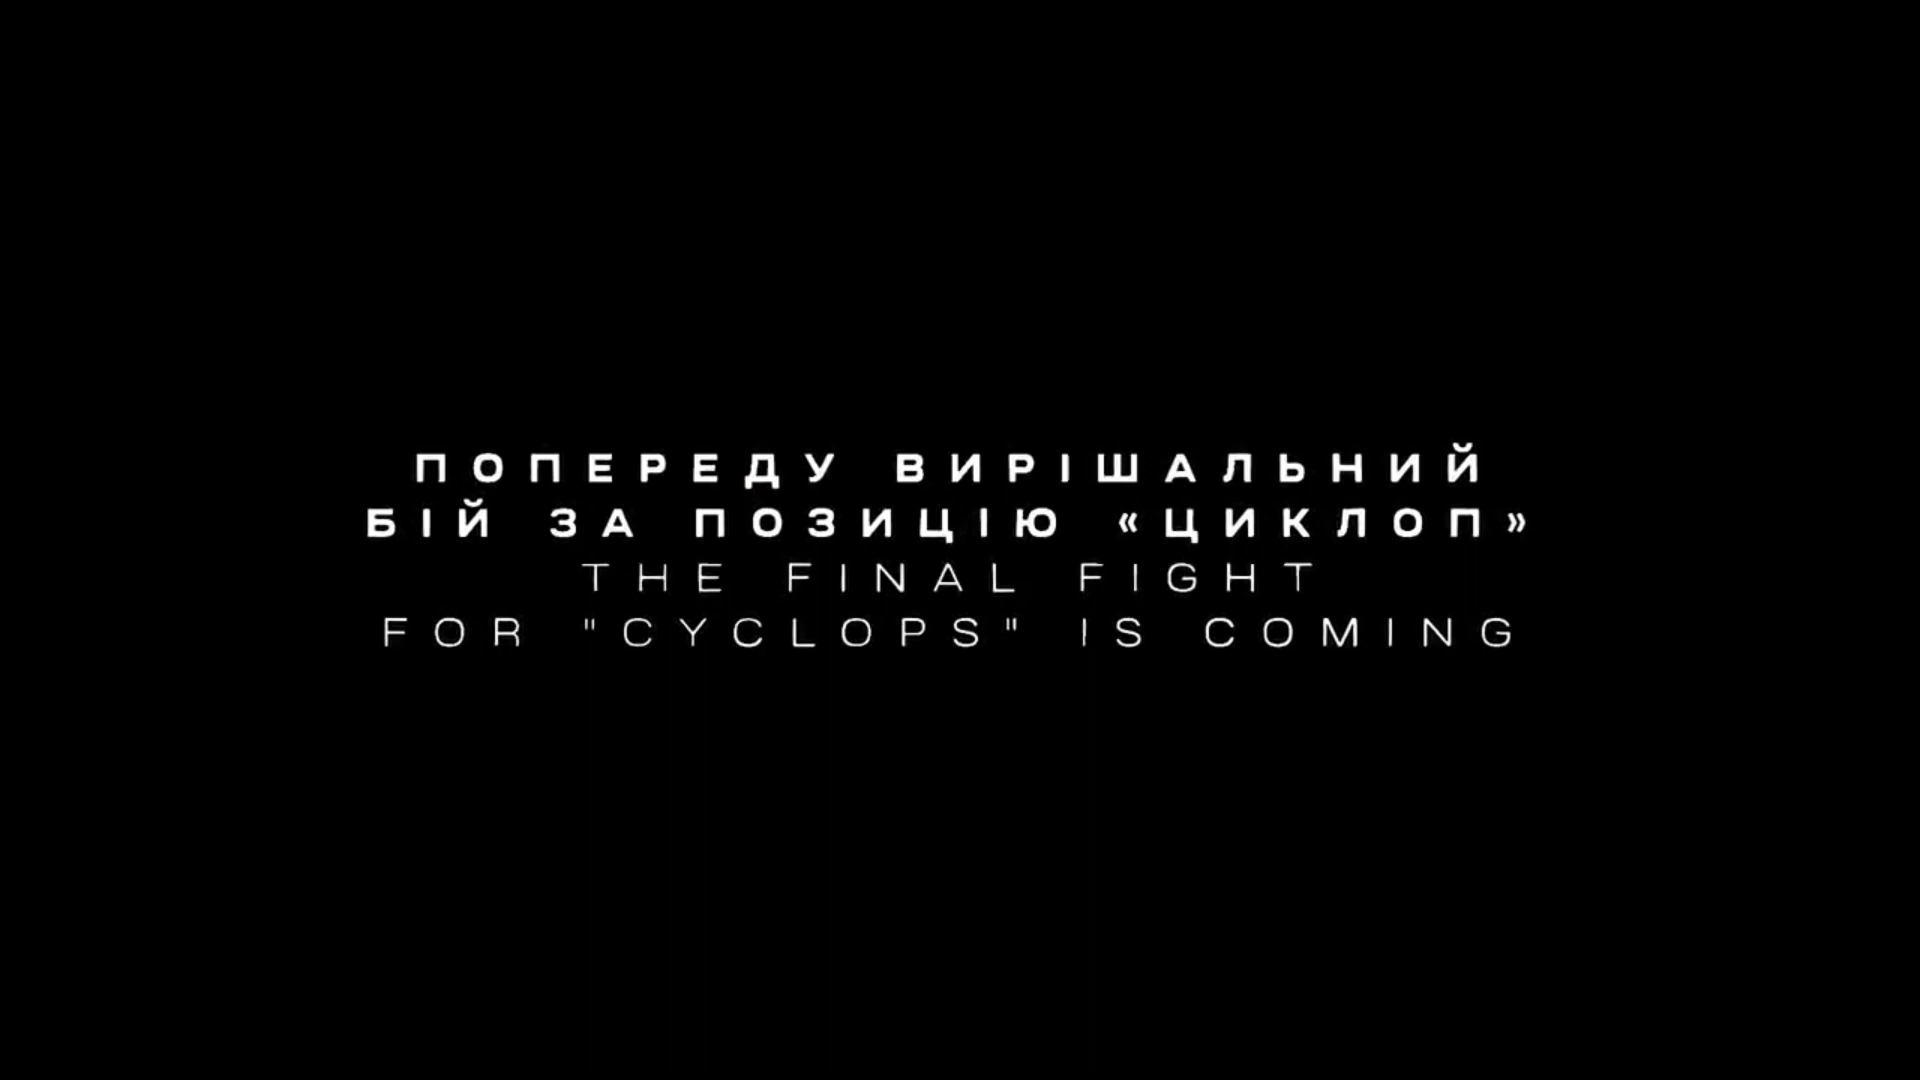 ПОПЕРЕДУ ВИРІШАЛЬНИЙ
БІЙ ЗА ПОЗИЦІЮ «ЦИКЛОП»
THE FINAL FIGHT
FOR "CYCLOPS" IS COMING